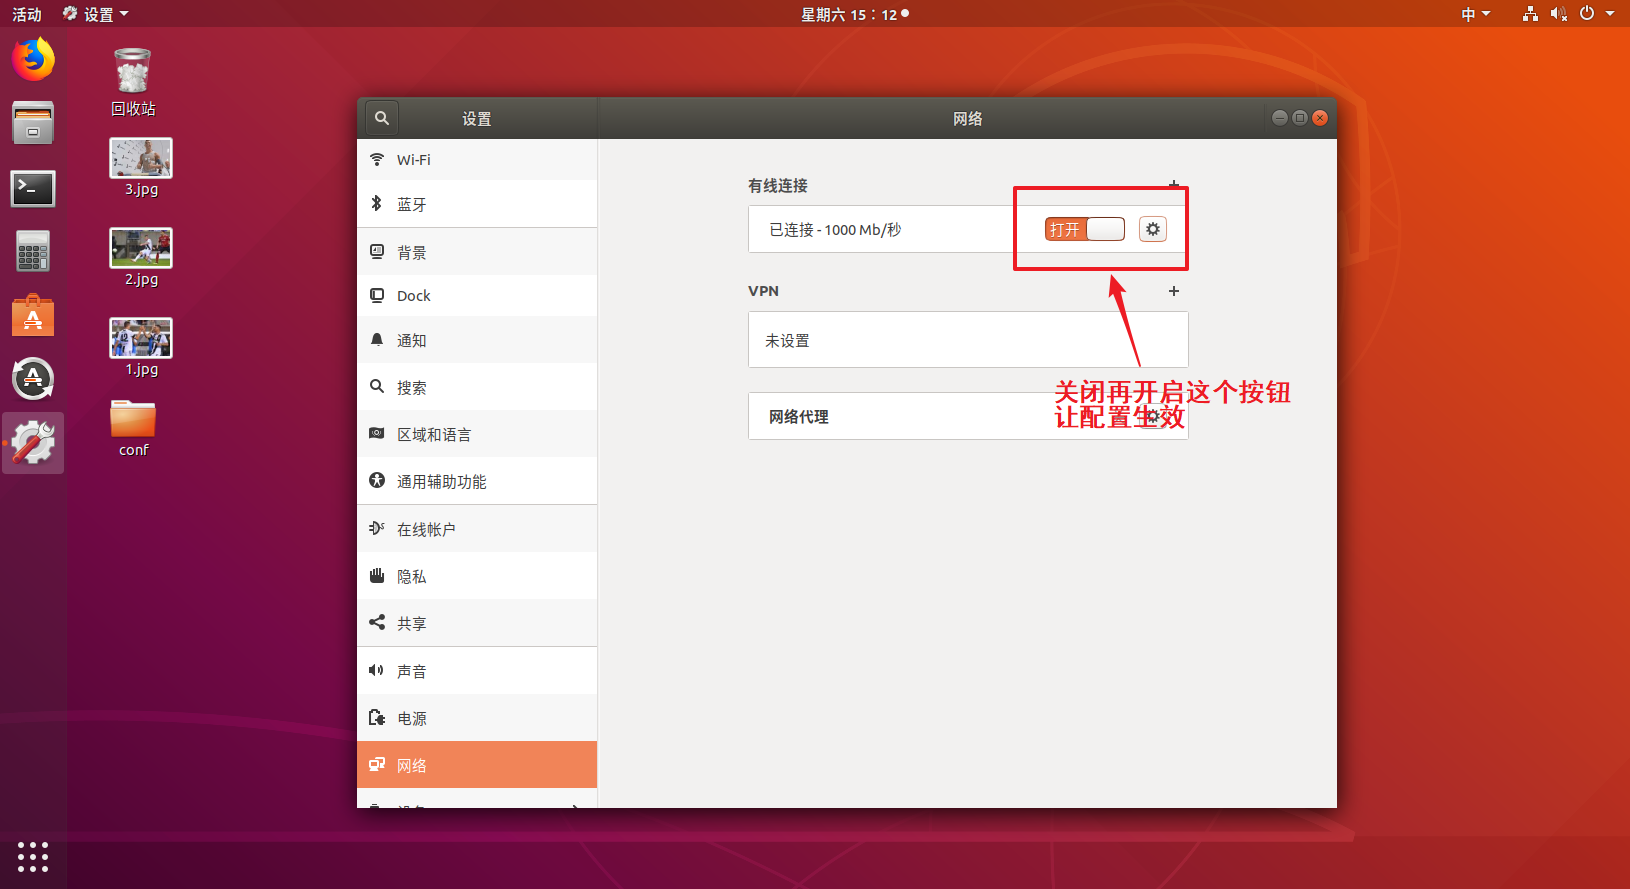 活动
设置
星期六 15：12
中
回收站
3.jpg
2.jpg
1.jpg
conf
设置
网络
Wi-Fi
蓝牙
背景
Dock
通知
搜索
区域和语言
通用辅助功能
在线帐户
隐私
共享
声音
电源
网络
有线连接
已连接 - 1000 Mb/秒
打开
VPN
未设置
网络代理
关闭再开启这个按钮
让配置生效